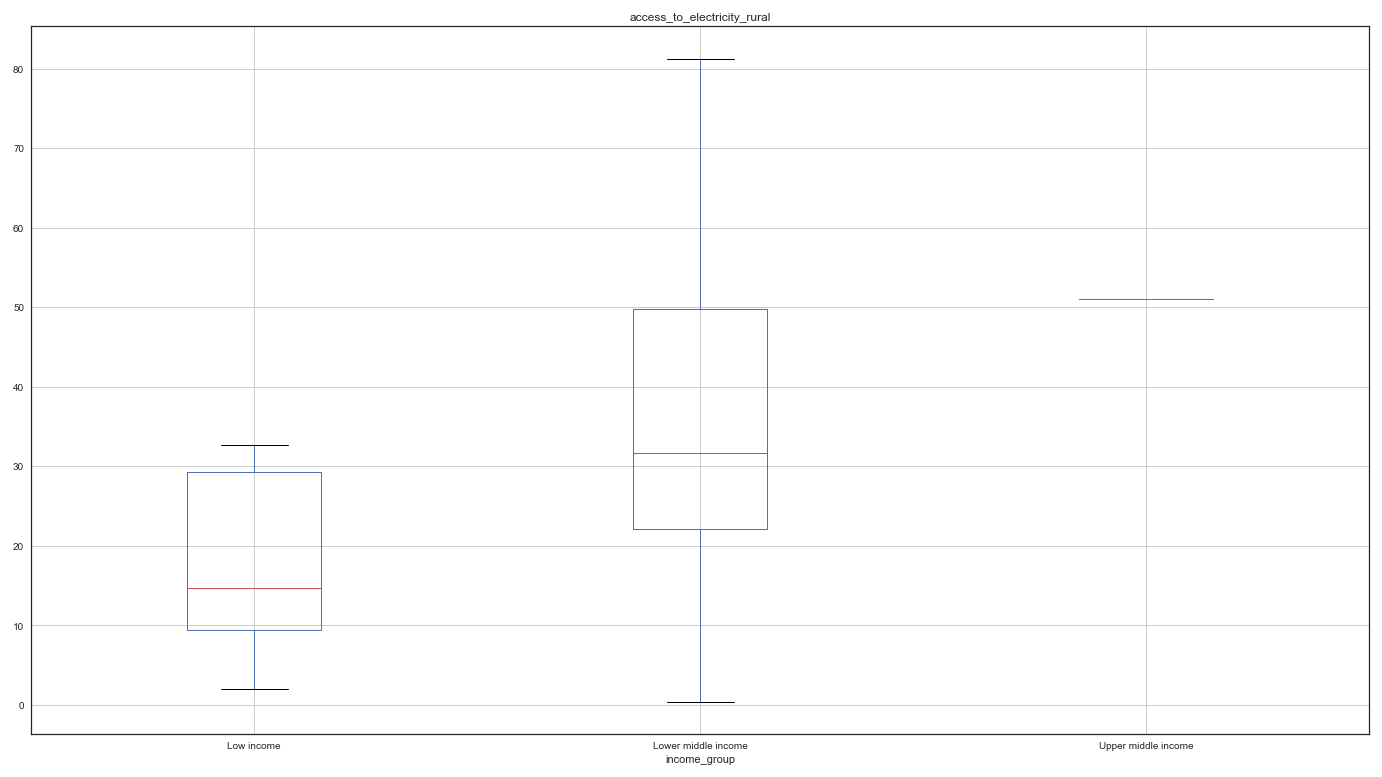 access_to_electricity_rural
80
70
60
50
40
30
20
10
0
Low income
Lower middle income
Upper middle income
income_group